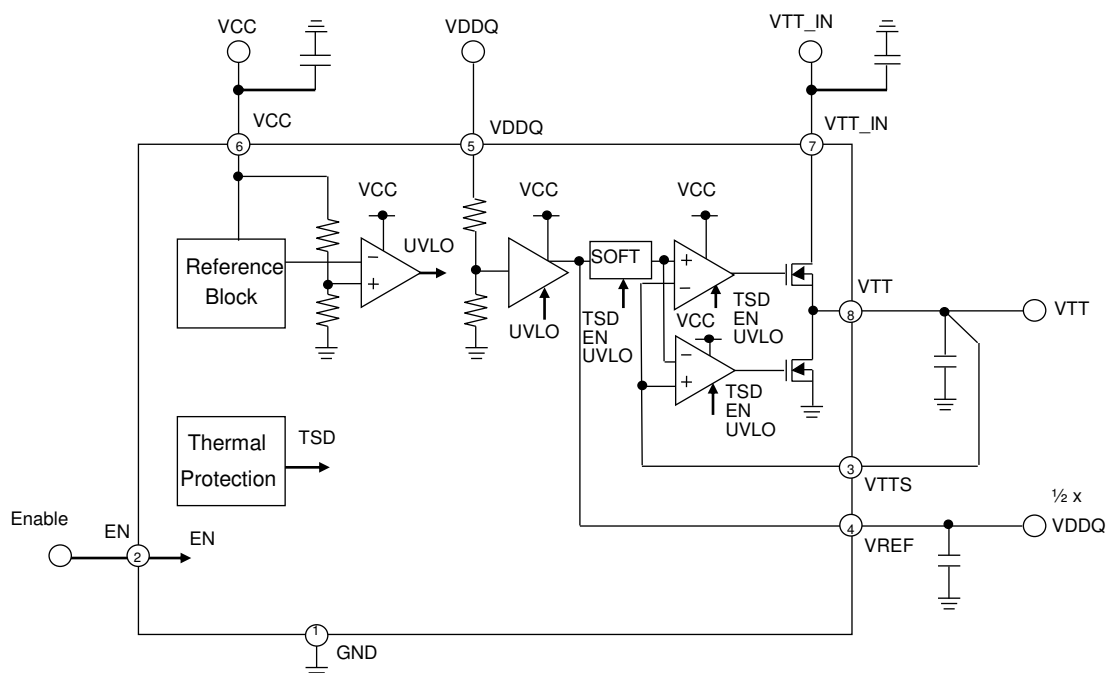 VCC
VDDQ
VTT_IN
VCC
VDDQ
VTT_IN
6
5
7
VCC
VCC
VCC
UVLO
SOFT
Reference
Block
−
+
+
−
VTT
8
VTT
UVLO
TSD
EN
UVLO
TSD
EN
UVLO
VCC
−
+
TSD
EN
UVLO
Thermal
Protection
TSD
3
VTTS
½ x
VDDQ
4
VREF
Enable
EN
EN
2
1
GND